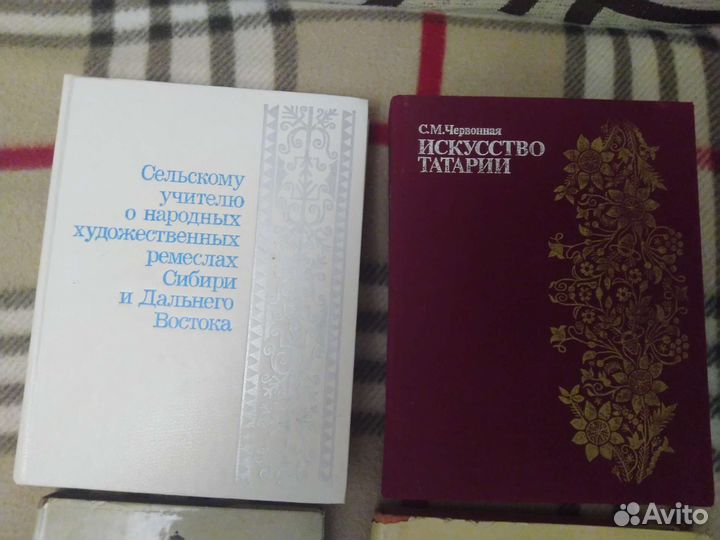 Сельскому
учителю
о народных
художественных
ремеслах
Сибири
и Дальнего
Востока
С.М.Червонная
ИСКУССТВО
ТАТАРИИ
Avito